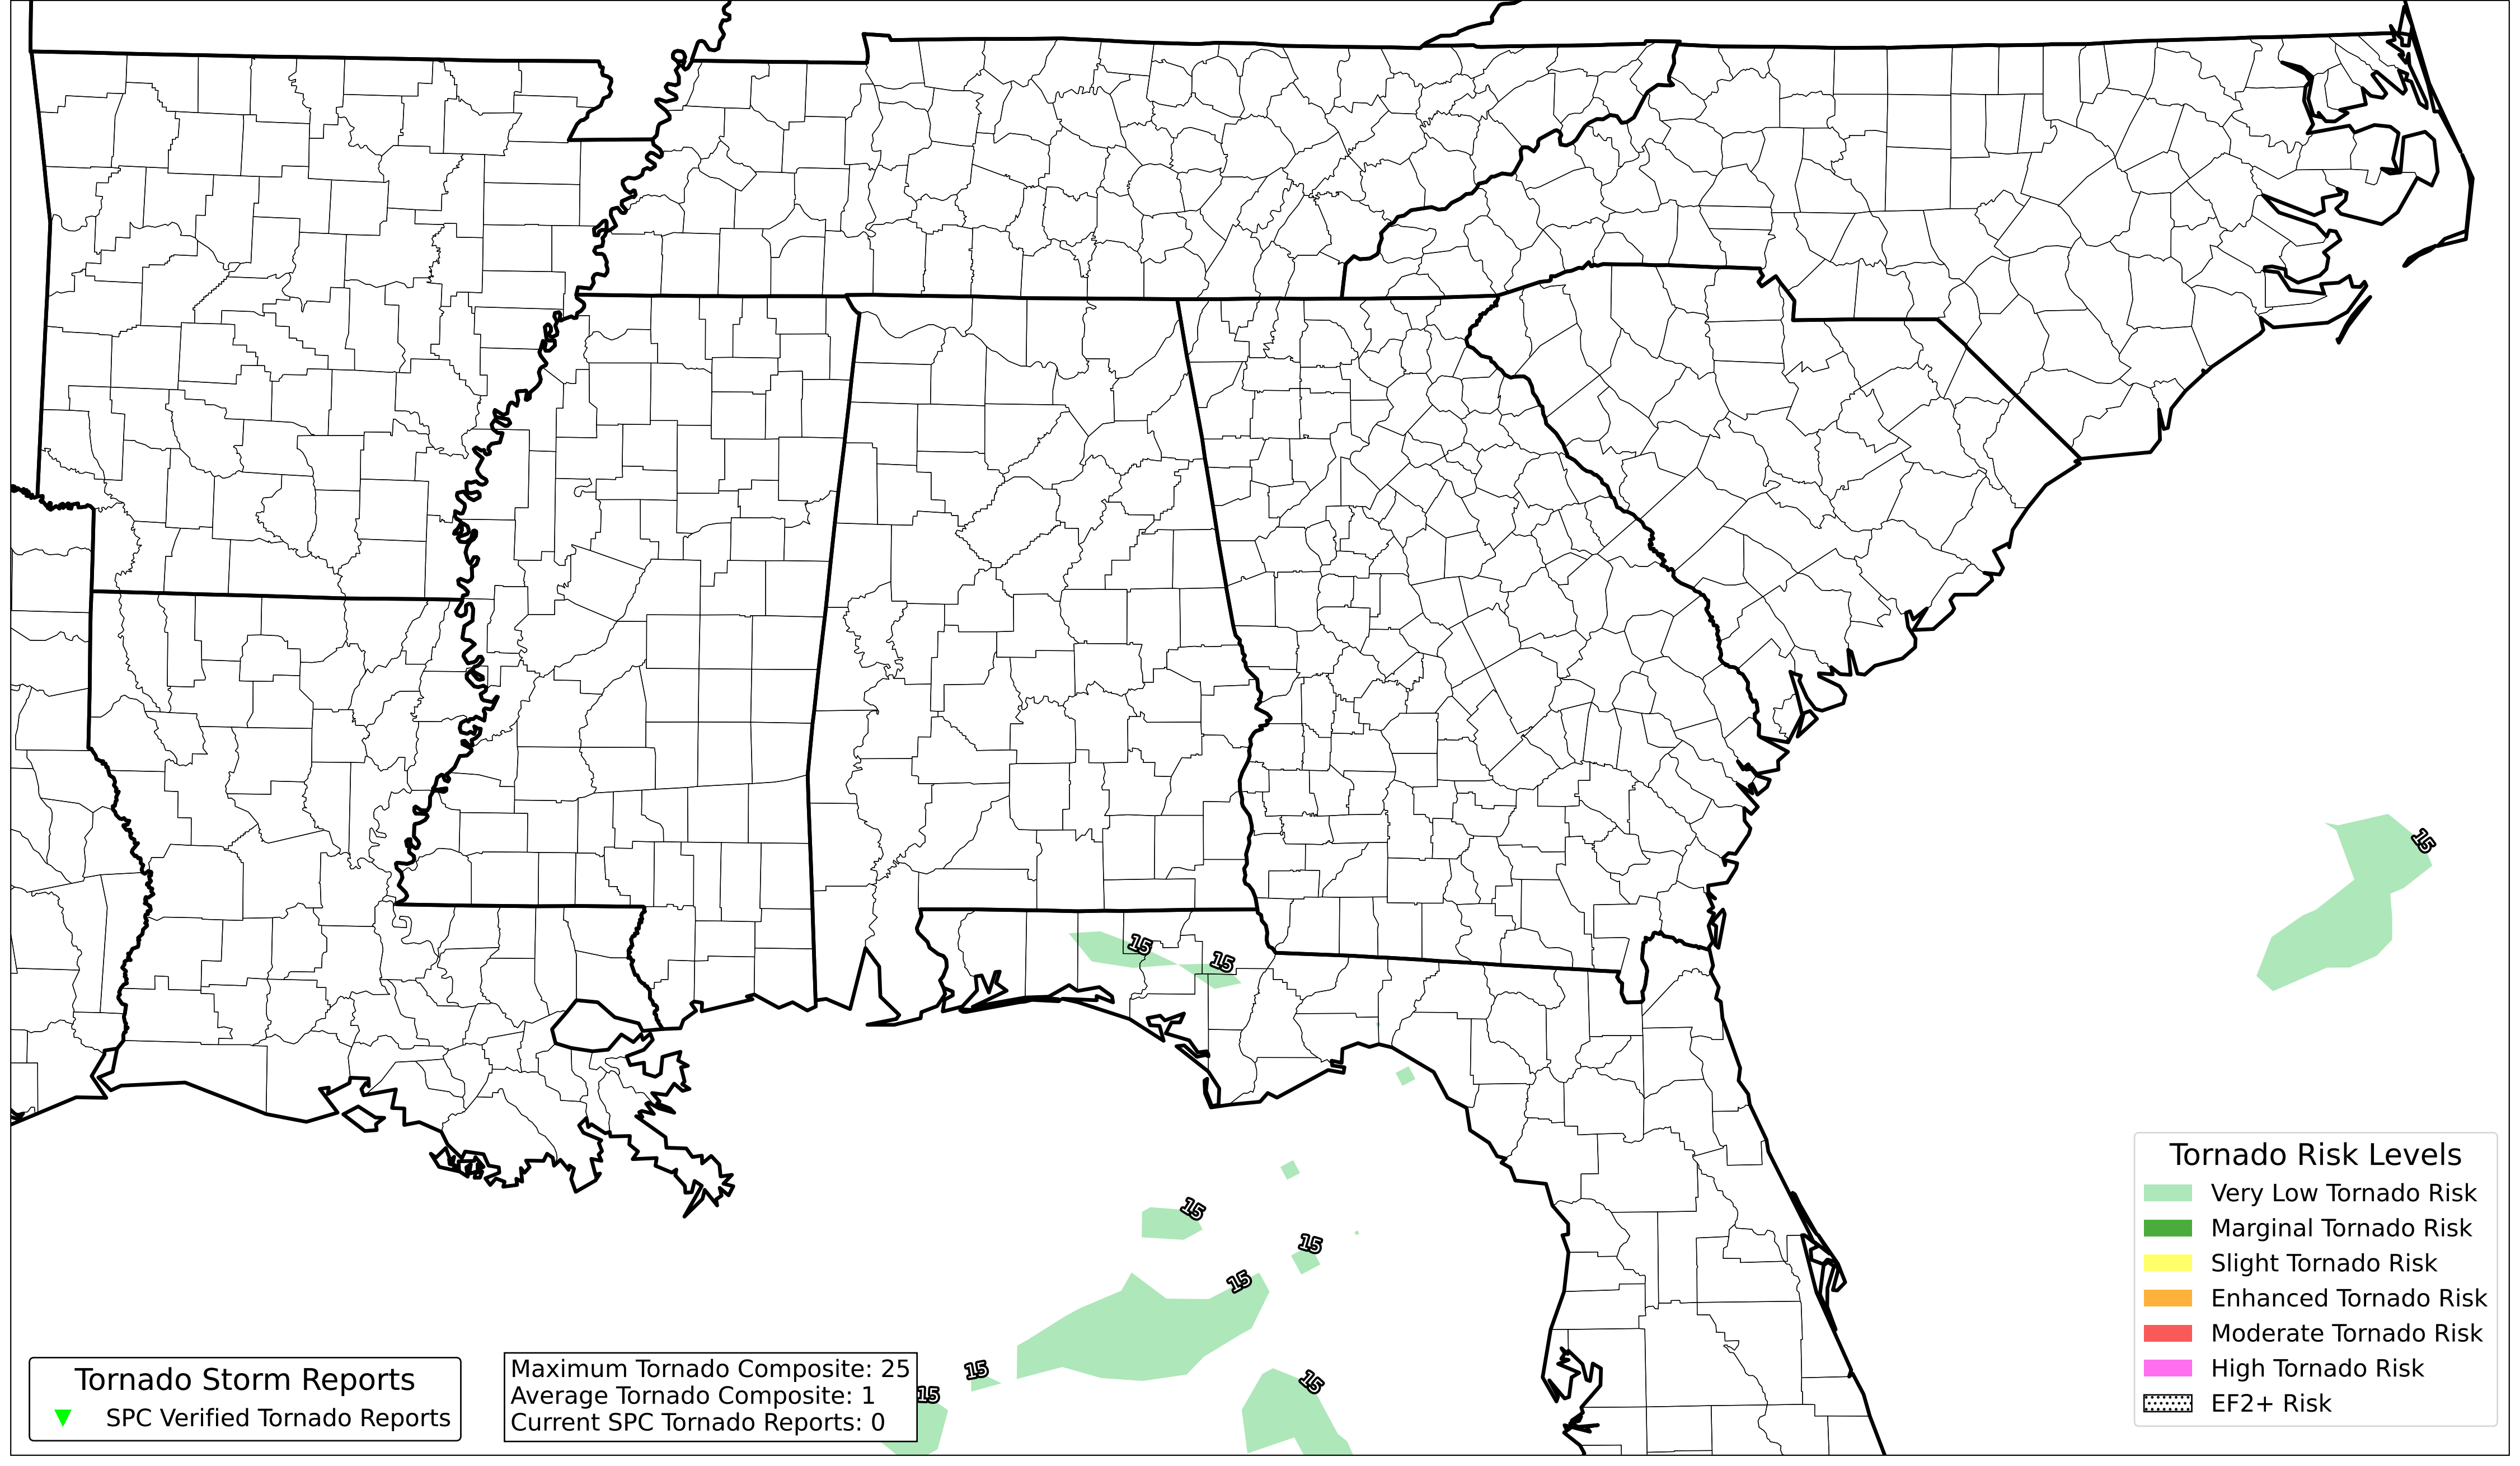 15
15
15
15
15
15
15
15
15
Tornado Storm Reports
SPC Verified Tornado Reports
Maximum Tornado Composite: 25
Average Tornado Composite: 1
Current SPC Tornado Reports: 0
Tornado Risk Levels
Very Low Tornado Risk
Marginal Tornado Risk
Slight Tornado Risk
Enhanced Tornado Risk
Moderate Tornado Risk
High Tornado Risk
EF2+ Risk